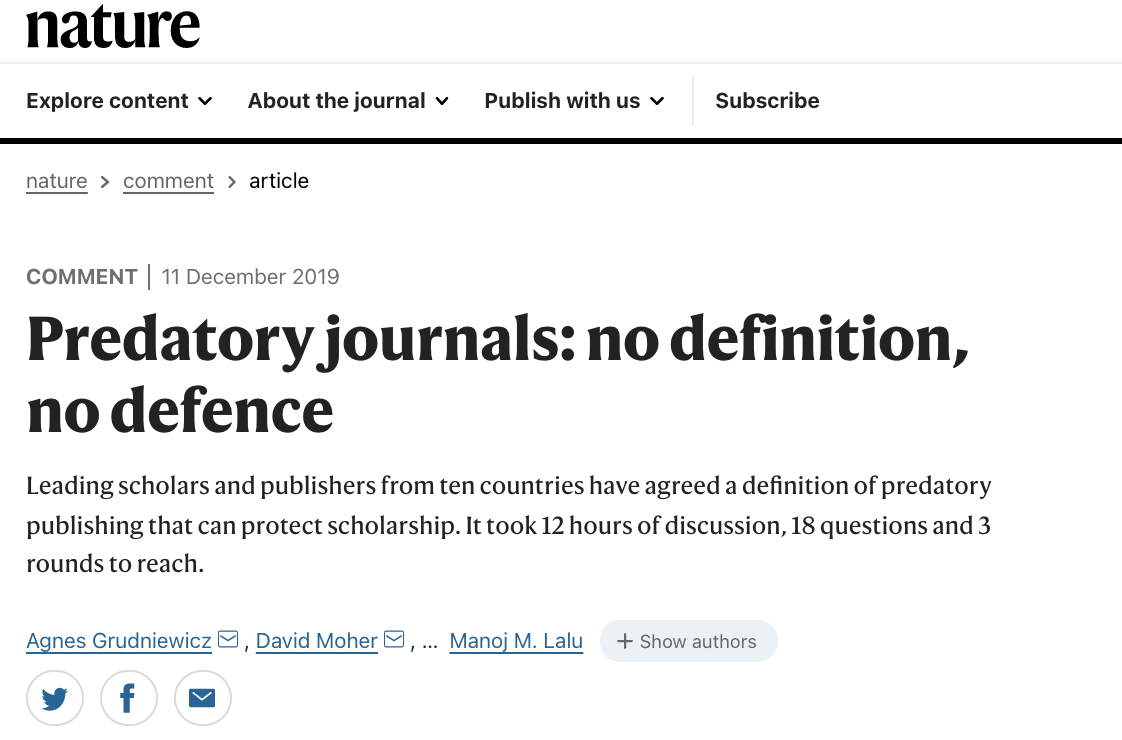 nature
Explore content About the journal Publish with us Subscribe
nature > comment > article
COMMENT | 11 December 2019
Predatory journals: no definition,
no defence
Leading scholars and publishers from ten countries have agreed a definition of predatory
publishing that can protect scholarship. It took 12 hours of discussion, 18 questions and 3
rounds to reach.
Agnes Grudniewicz , David Moher , ... Manoj M. Lalu + Show authors